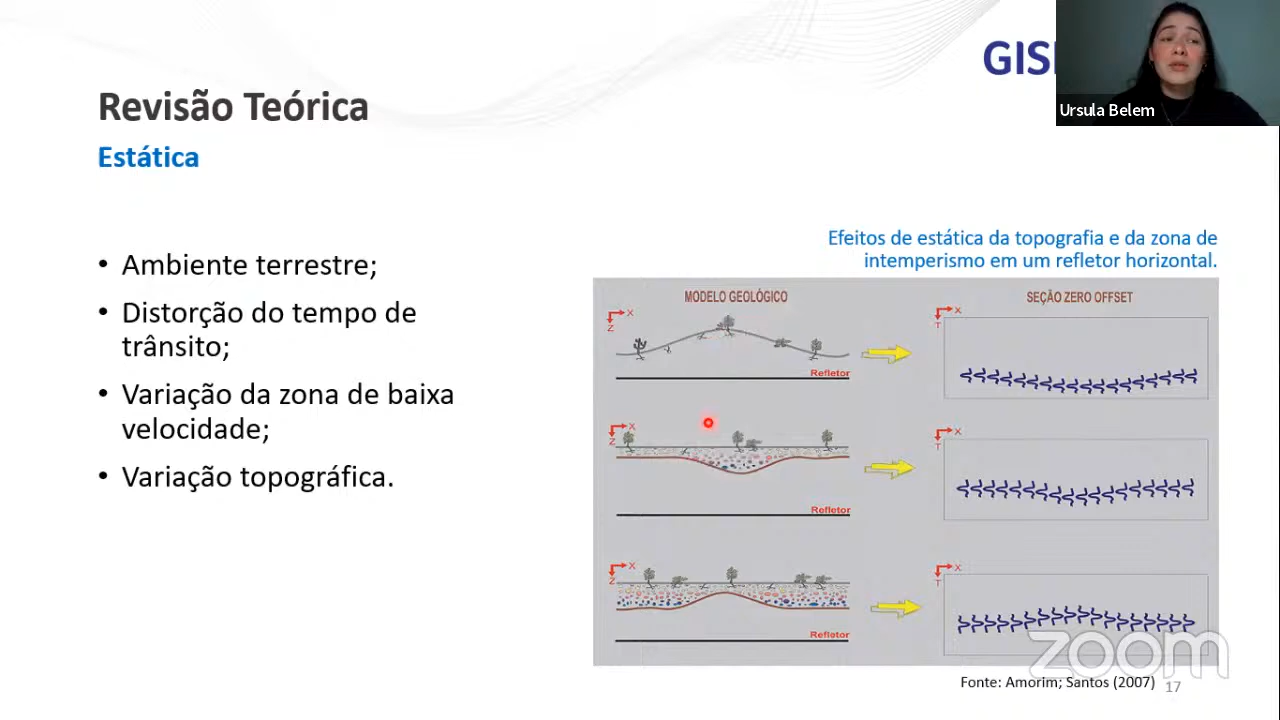 GIS
Ursula Belem
Revisão Teórica
Estática
• Ambiente terrestre;
• Distorção do tempo de
trânsito;
• Variação da zona de baixa
velocidade;
• Variação topográfica.
Efeitos de estática da topografia e da zona de
intemperismo em um refletor horizontal.
MODELO GEOLÓGICO
SEÇÃO ZERO OFFSET
X
Z
Refletor
X
T
X
Z
Refletor
X
T
X
Z
Refletor
X
T
zoom
Fonte: Amorim; Santos (2007)
17